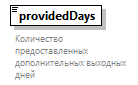 providedDays
Количество
предоставленных
дополнительных выходных
дней